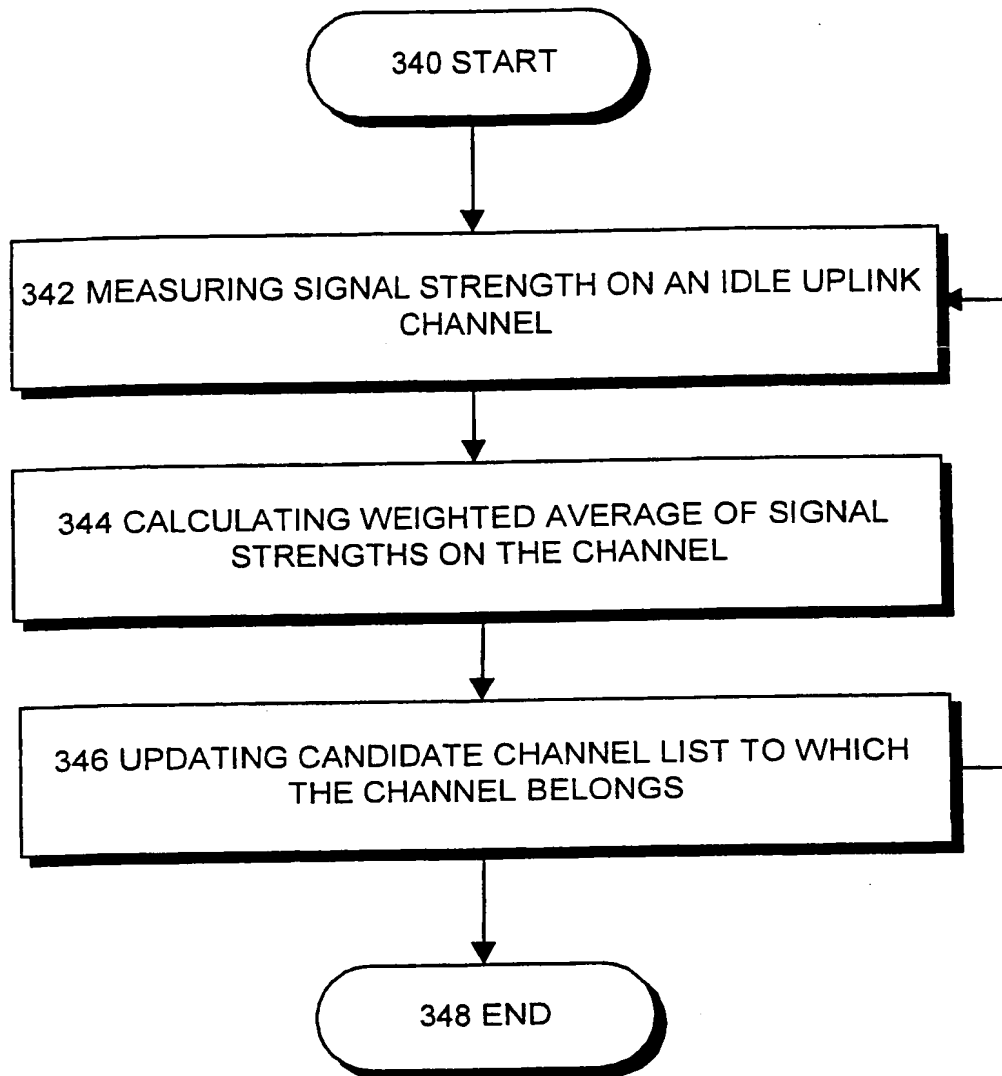 340 START
342 MEASURING SIGNAL STRENGTH ON AN IDLE UPLINK
CHANNEL
344 CALCULATING WEIGHTED AVERAGE OF SIGNAL
STRENGTHS ON THE CHANNEL
346 UPDATING CANDIDATE CHANNEL LIST TO WHICH
THE CHANNEL BELONGS
348 END